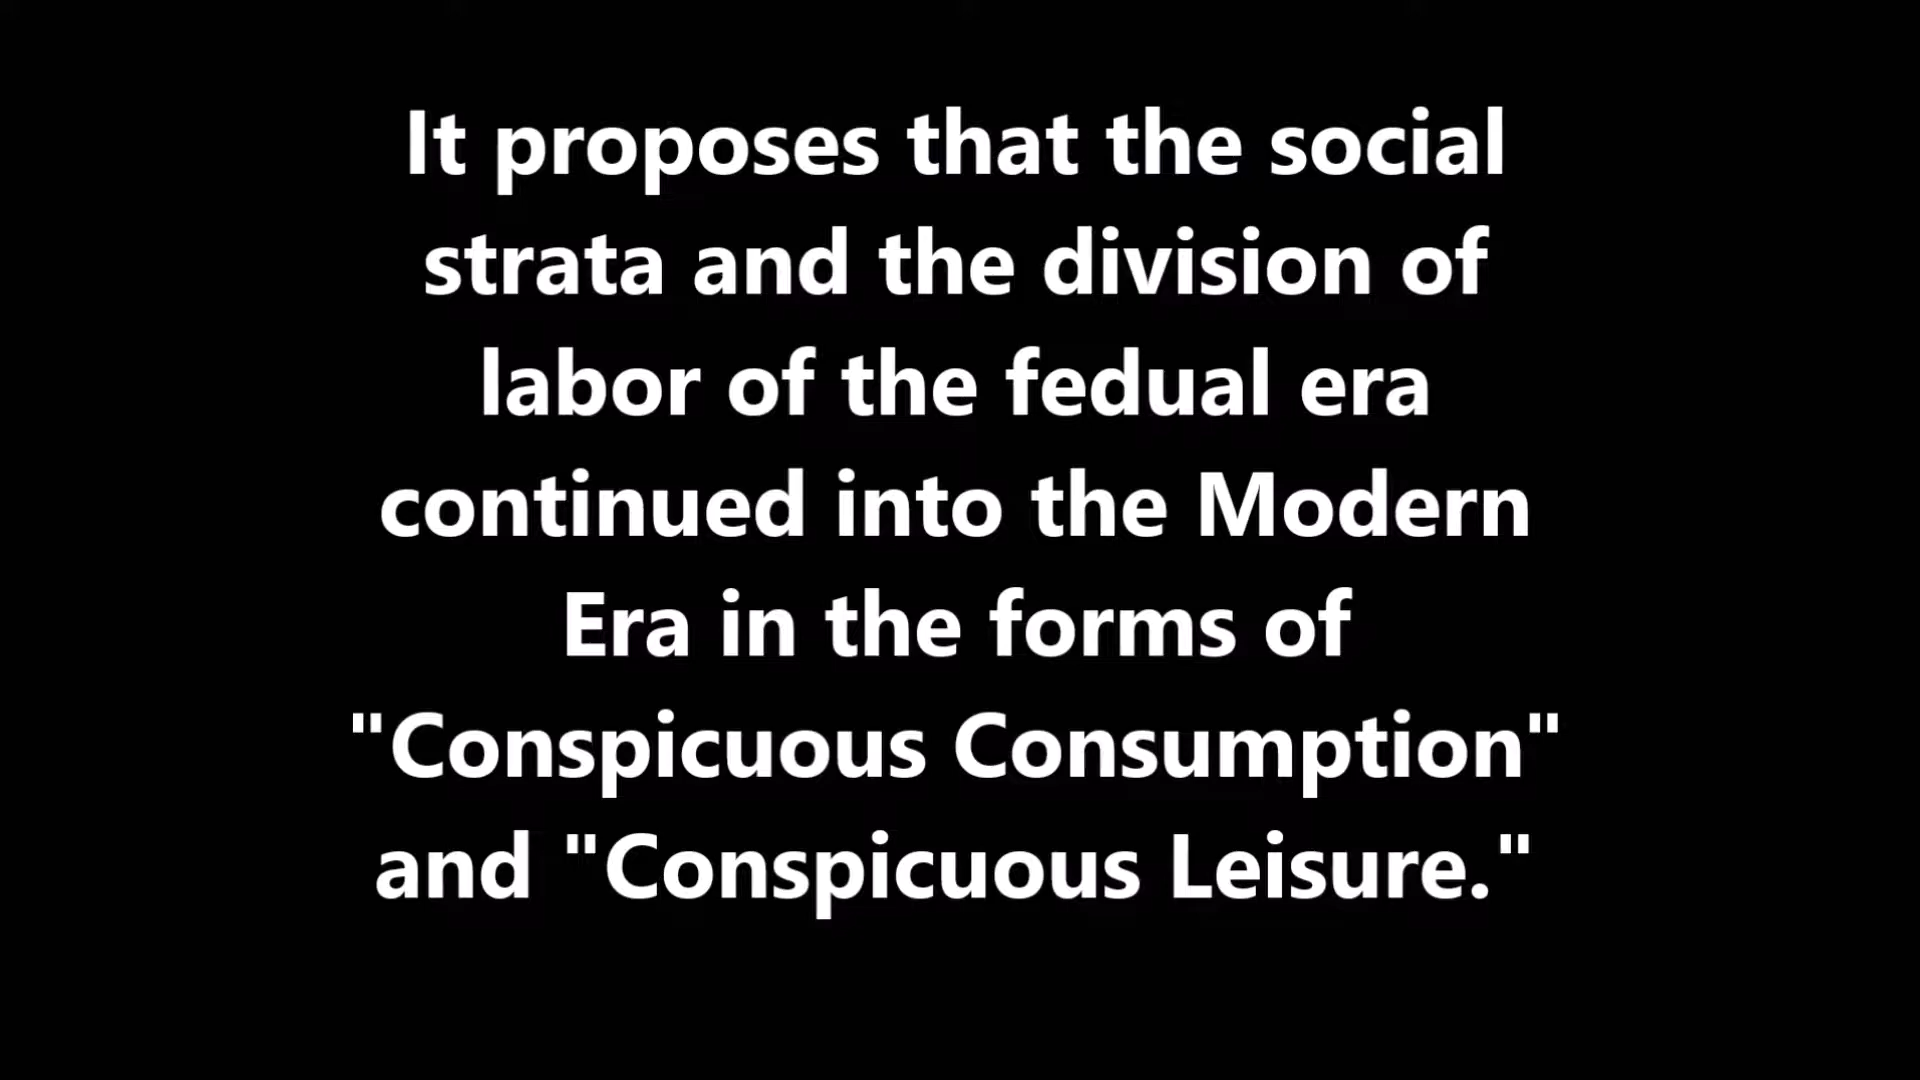 It proposes that the social
strata and the division of
labor of the fedual era
continued into the Modern
Era in the forms of
"Conspicuous Consumption"
and "Conspicuous Leisure."